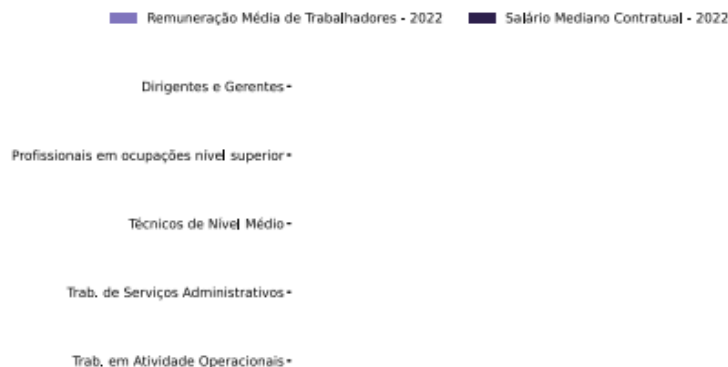 Remuneração Média de Trabalhadores - 2022 Salário Mediano Contratual - 2022
Dirigentes e Gerentes
Profissionais em ocupações nível superior
Técnicos de Nível Médio
Trab. de Serviços Administrativos
Trab. em Atividade Operacionais